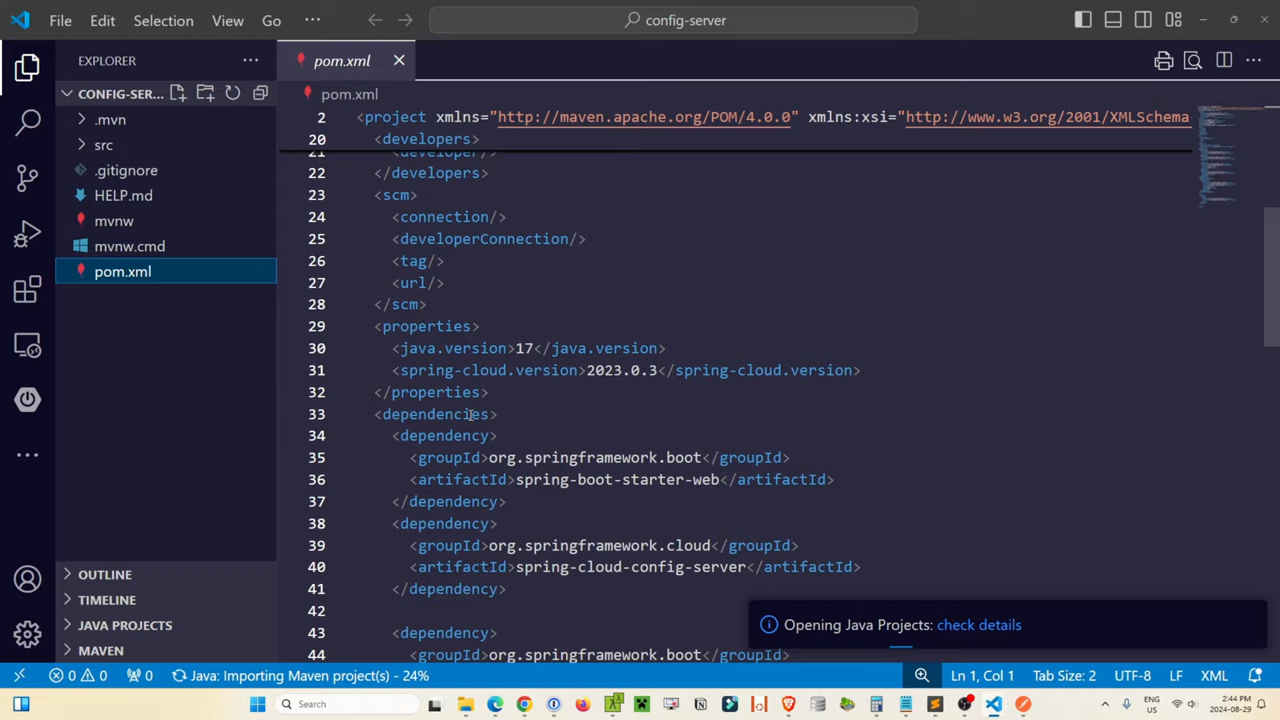 File Edit Selection View Go ··· config-server
EXPLORER ···
CONFIG-SER...
.mvn
src
.gitignore
HELP.md
mvnw
mvnw.cmd
pom.xml
OUTLINE
TIMELINE
JAVA PROJECTS
MAVEN
pom.xml
pom.xml
2 <project xmlns="http://maven.apache.org/POM/4.0.0" xmlns:xsi="http://www.w3.org/2001/XMLSchema
20 <developers>
21 <developer/>
22 </developers>
23 <scm>
24 <connection/>
25 <developerConnection/>
26 <tag/>
27 <url/>
28 </scm>
29 <properties>
30 <java.version>17</java.version>
31 <spring-cloud.version>2023.0.3</spring-cloud.version>
32 </properties>
33 <dependencies>
34 <dependency>
35 <groupId>org.springframework.boot</groupId>
36 <artifactId>spring-boot-starter-web</artifactId>
37 </dependency>
38 <dependency>
39 <groupId>org.springframework.cloud</groupId>
40 <artifactId>spring-cloud-config-server</artifactId>
41 </dependency>
42
43 <dependency>
44 <groupId>org.springframework.boot</groupId>
Opening Java Projects: check details
0 0 0 Java: Importing Maven project(s) - 24% Ln 1, Col 1 Tab Size: 2 UTF-8 LF XML
Search
ENG
US
2:44 PM
2024-08-29